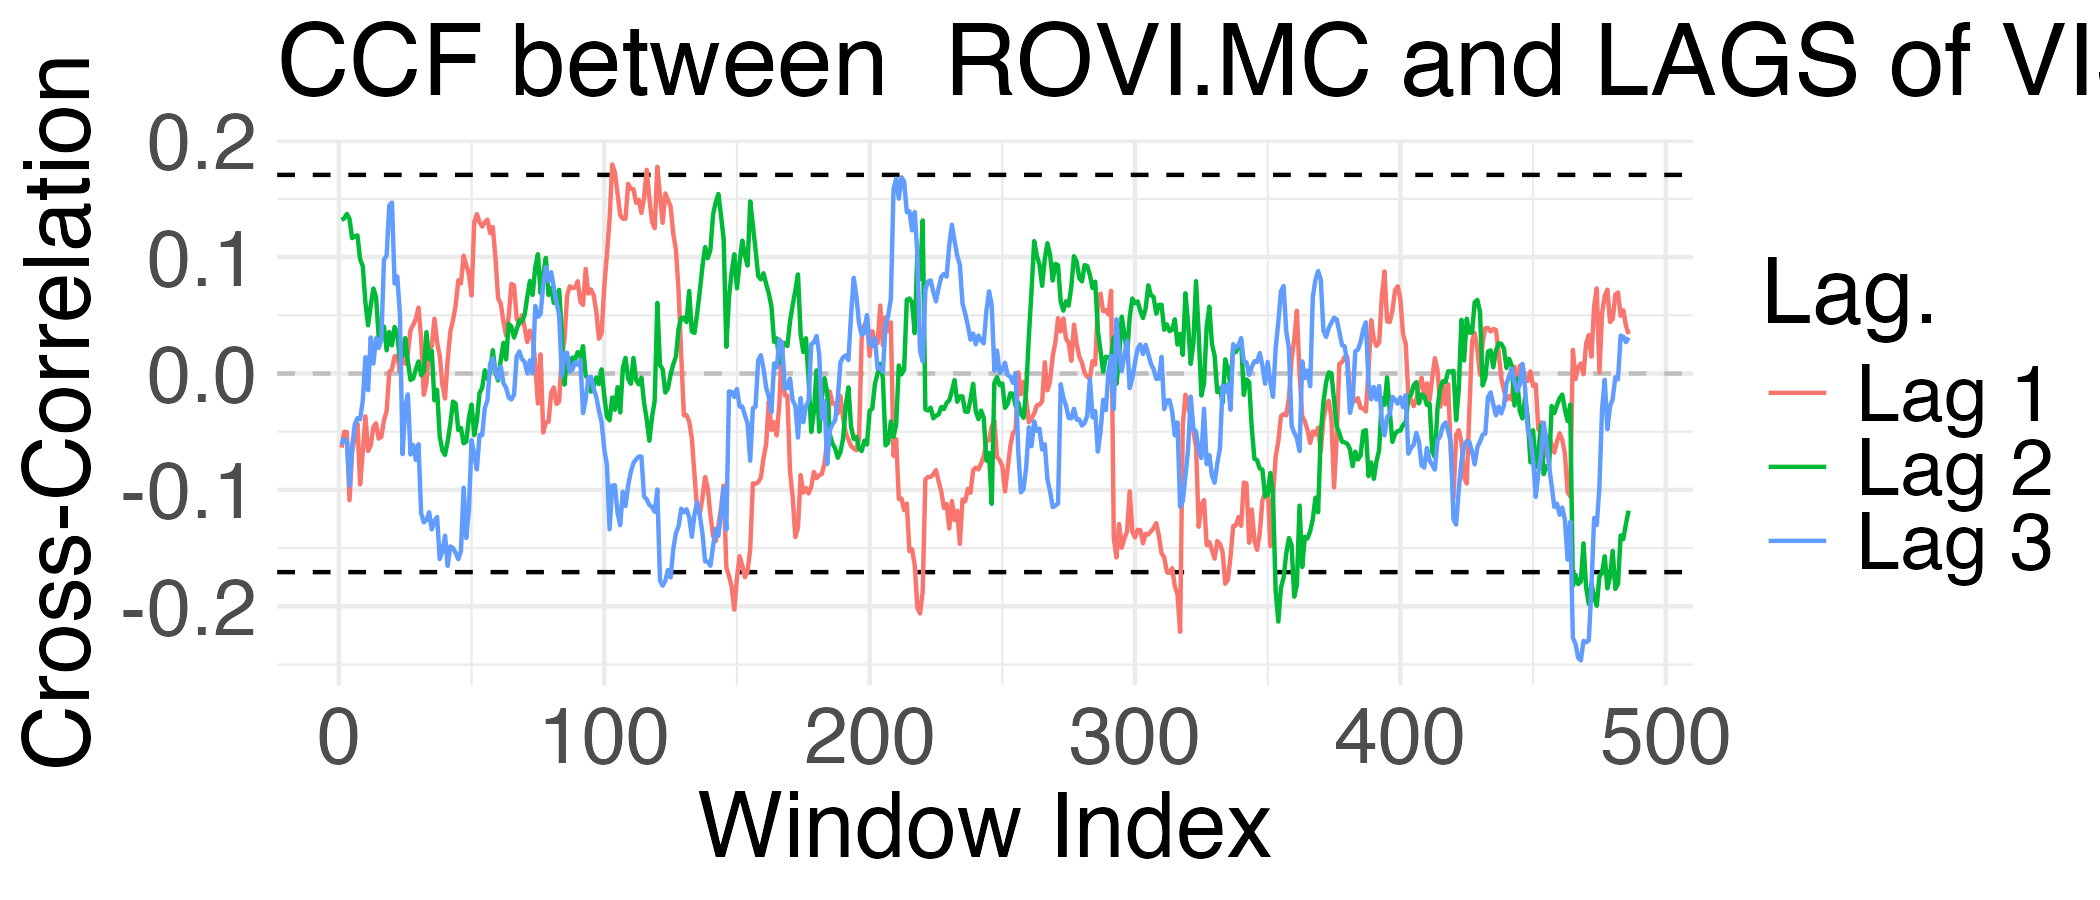 CCF between ROVI.MC and LAGS of
Cross-Correlation
0.2
0.1
0.0
-0.1
-0.2
0
100
200
300
400
500
Window Index
Lag.
Lag 1
Lag 2
Lag 3